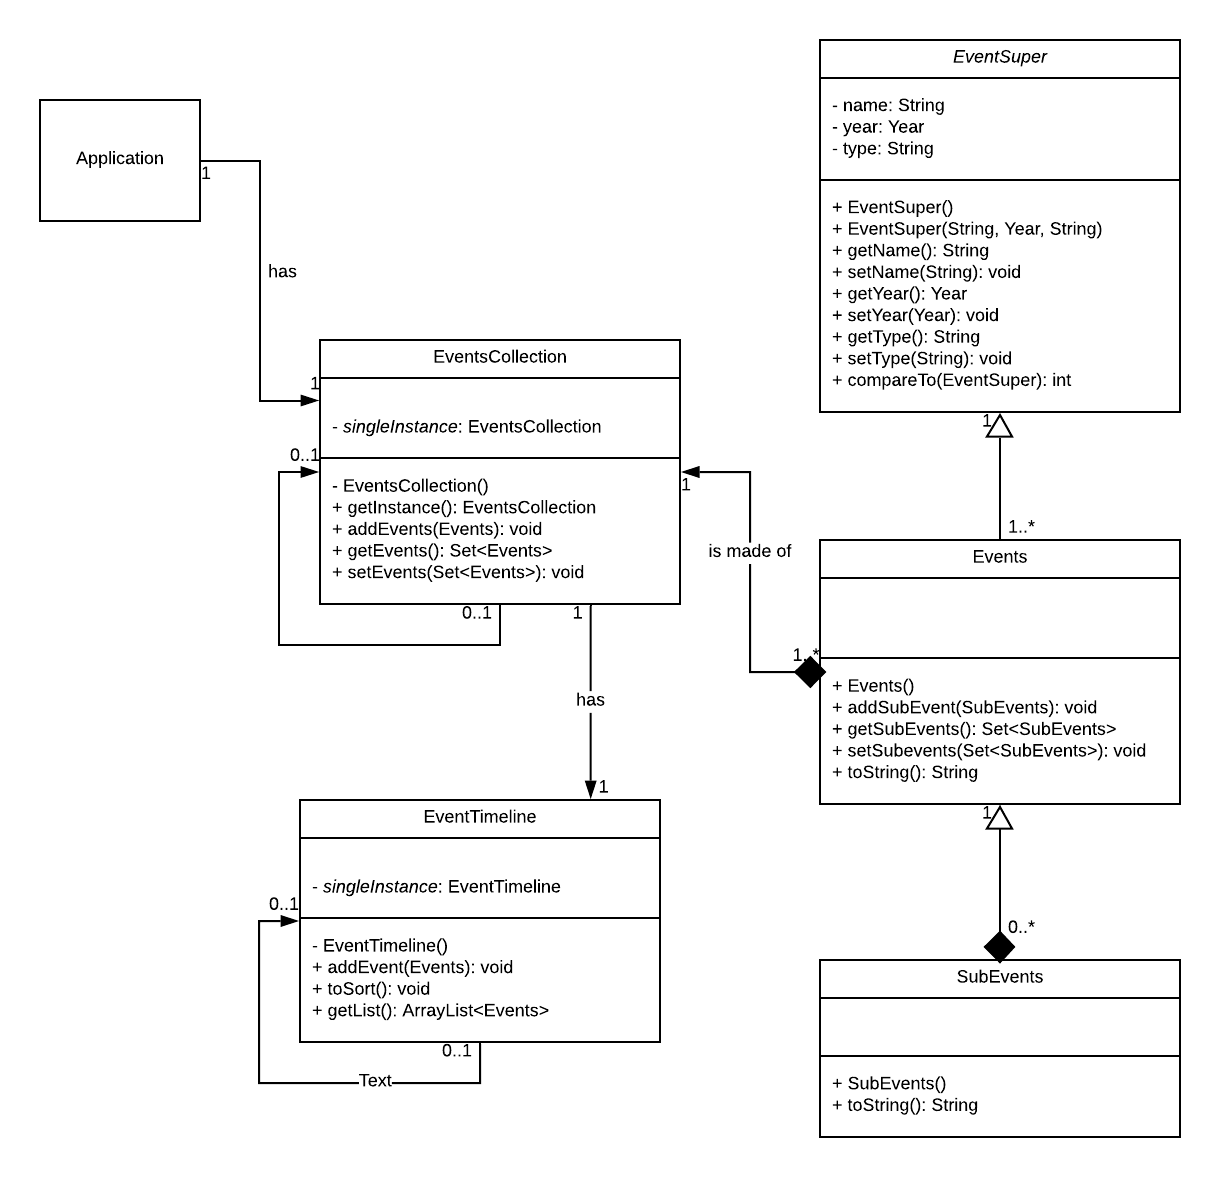 EventSuper
- name: String
- year: Year
- type: String
+ EventSuper()
+ EventSuper(String, Year, String)
+ getName(): String
+ setName(String): void
+ getYear(): Year
+ setYear(Year): void
+ getType(): String
+ setType(String): void
+ compareTo(EventSuper): int
1
1..*
Application
1
has
1
EventsCollection
- singleInstance: EventsCollection
- EventsCollection()
+ getInstance(): EventsCollection
+ addEvents(Events): void
+ getEvents(): Set<Events>
+ setEvents(Set<Events>): void
0..1
0..1
1
has
1
1
is made of
1..*
Events
+ Events()
+ addSubEvent(SubEvents): void
+ getSubEvents(): Set<SubEvents>
+ setSubevents(Set<SubEvents>): void
+ toString(): String
1
0..*
EventTimeline
- singleInstance: EventTimeline
- EventTimeline()
+ addEvent(Events): void
+ toSort(): void
+ getList(): ArrayList<Events>
0..1
0..1
Text
SubEvents
+ SubEvents()
+ toString(): String